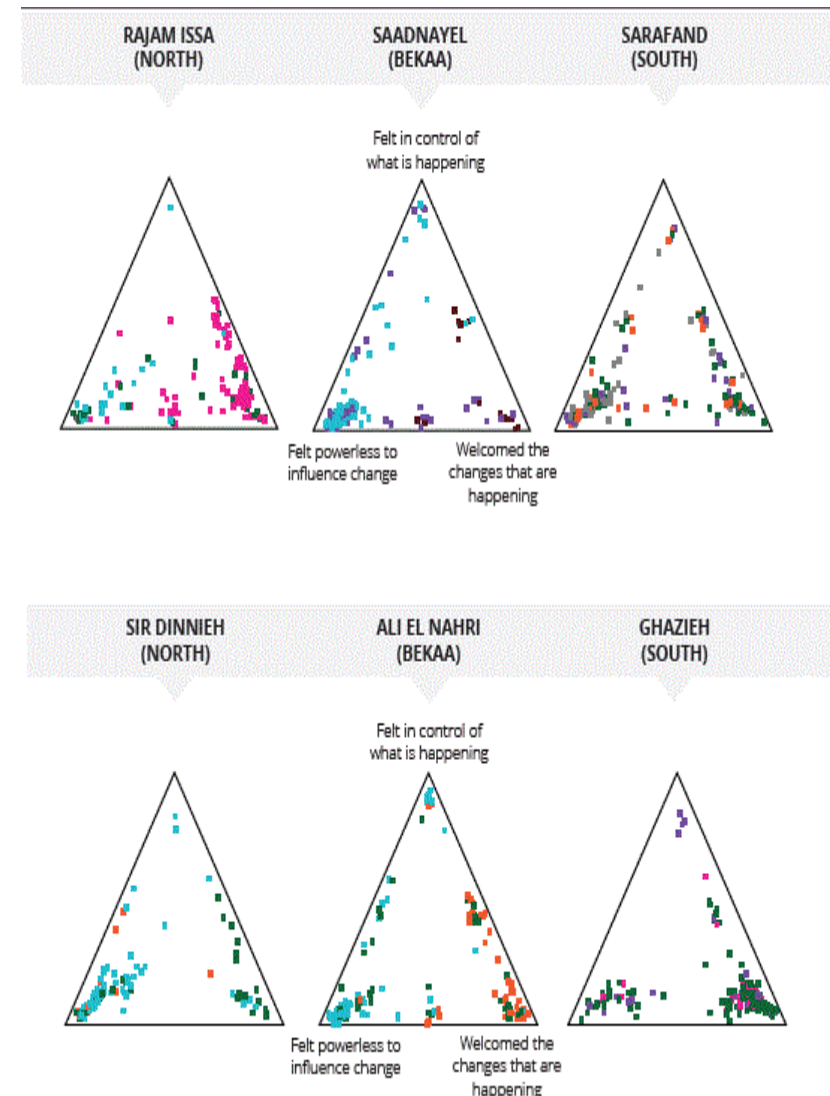 RAJAM ISSA
(NORTH)
SAADNAYEL
(BEKAA)
SARAFAND
(SOUTH)
Felt in control of
what is happening
Felt powerless to
influence change
Welcomed the
changes that are
happening
SIR DINNIEH
(NORTH)
ALI EL NAHRI
(BEKAA)
GHAZIEH
(SOUTH)
Felt in control of
what is happening
Felt powerless to
influence change
Welcomed the
changes that are
happening